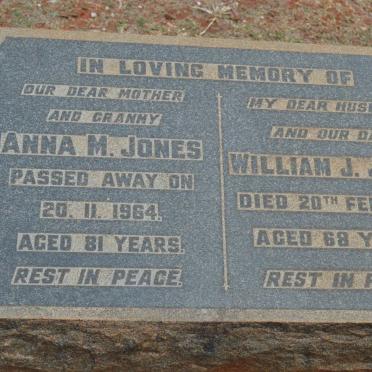 IN LOVING MEMORY OF
OUR DEAR MOTHER
AND GRANNY
ANNA M. JONES
PASSED AWAY ON
20. 11. 1964.
AGED 81 YEARS.
REST IN PEACE.
MY DEAR
AND OUR
WILLIAM J.
DIED 20TH
AGED 68
REST IN